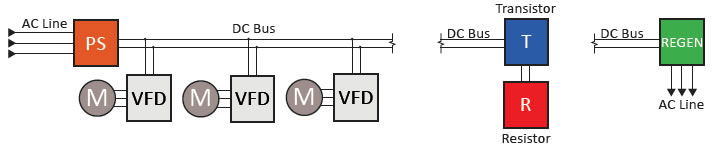 AC Line
PS
DC Bus
M
VFD
M
VFD
M
VFD
DC Bus
Transistor
T
R
Resistor
DC Bus
REGEN
AC Line